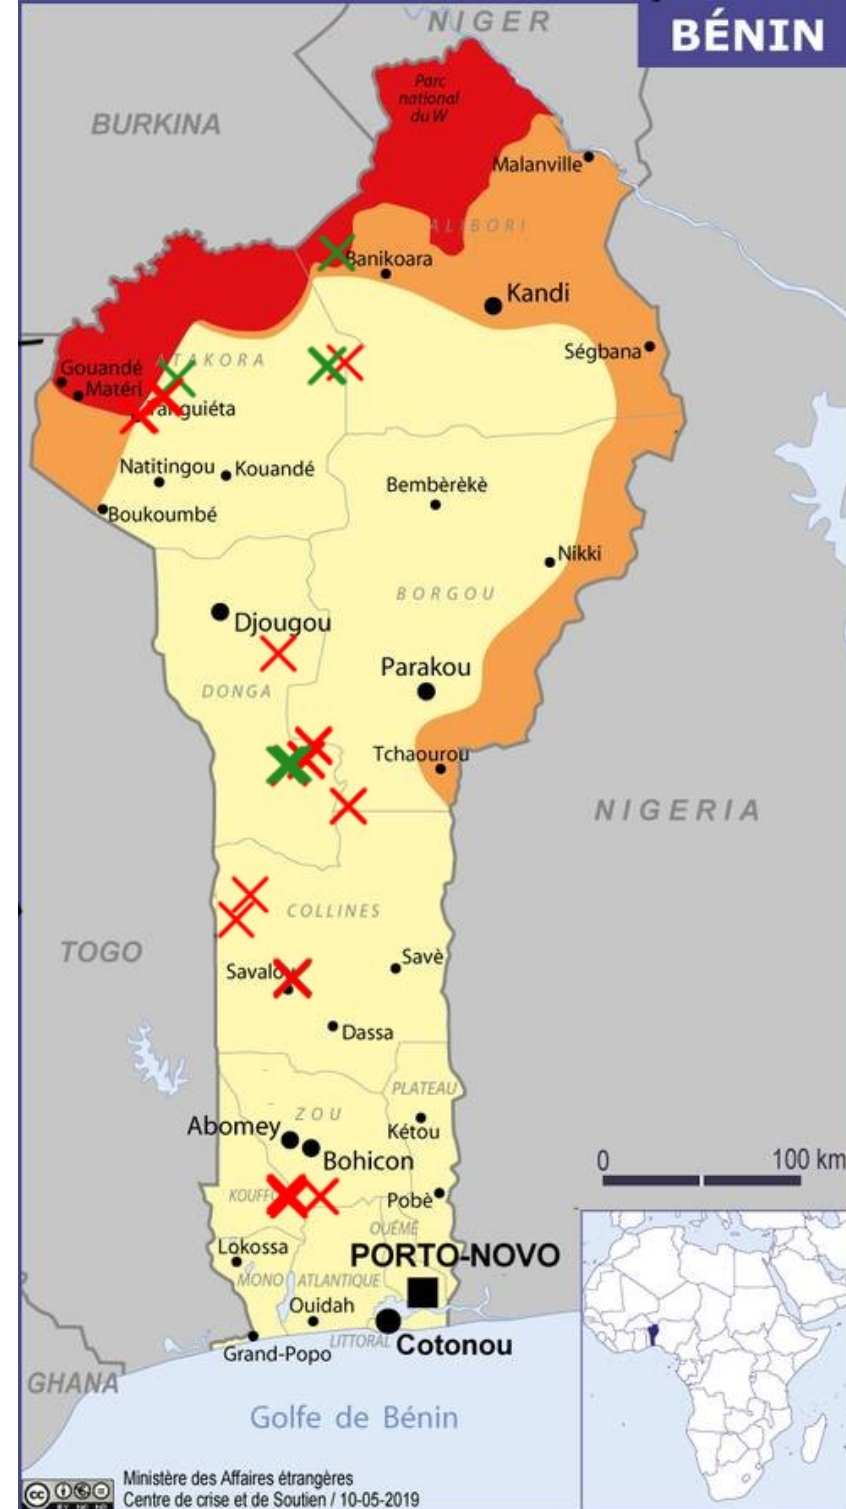 BÉNIN
NIGER
Parc
national
du W
BURKINA
Malanville
ALIBORI
Banikoara
Kandi
Ségbana
ATAKORA
Gouandé
Matéri
Tanguiéta
Natitingou
Kouandé
Bembèrèkè
Boukoumbé
Nikki
BORGOU
Djougou
Parakou
DONGA
Tchaourou
NIGERIA
COLLINES
TOGO
Savè
Savalou
Dassa
PLATEAU
ZOU
Abomey
Kétou
Bohicon
0 100 km
KOUFFO
Pobè
OUÉMÉ
Lokossa
PORTO-NOVO
MONO
ATLANTIQUE
Ouidah
LITTORAL
Cotonou
Grand-Popo
GHANA
Golfe de Bénin
Ministère des Affaires étrangères
Centre de crise et de Soutien / 10-05-2019
cc